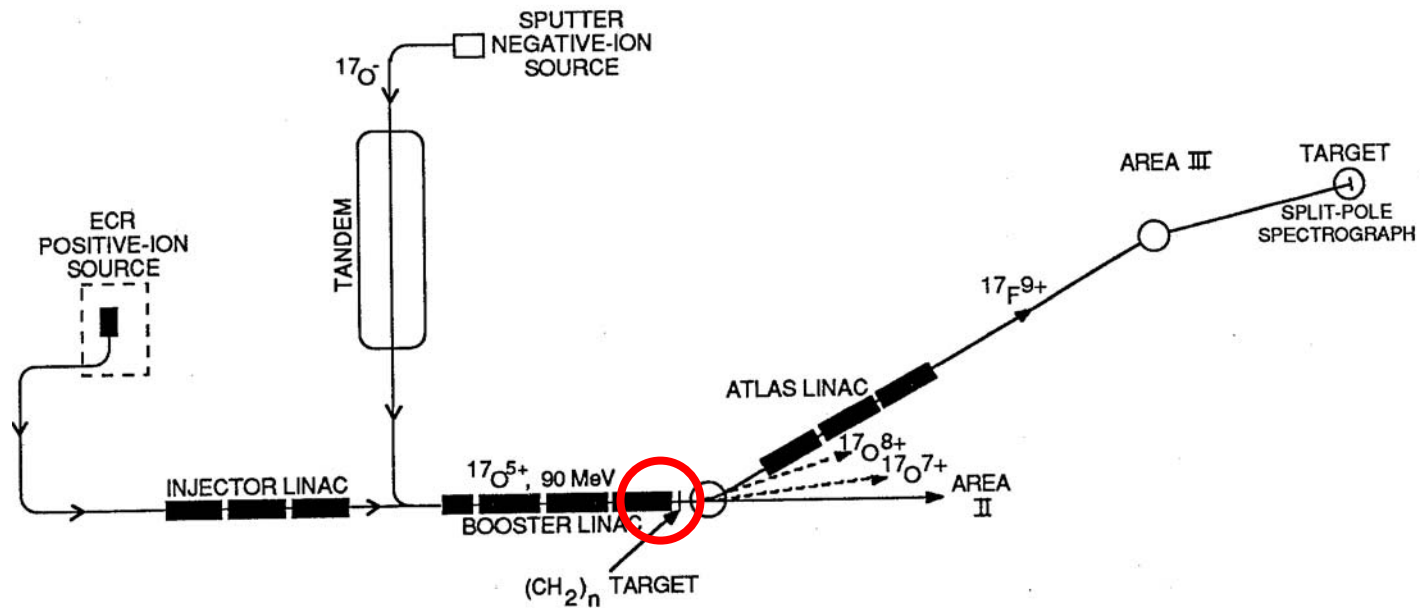 SPUTTER
NEGATIVE-ION
SOURCE
17O-
TANDEM
ECR
POSITIVE-ION
SOURCE
AREA III
TARGET
SPLIT-POLE
SPECTROGRAPH
17F9+
ATLAS LINAC
17O8+
17O7+
AREA
II
INJECTOR LINAC
17O5+, 90 MeV
BOOSTER LINAC
(CH2)n TARGET